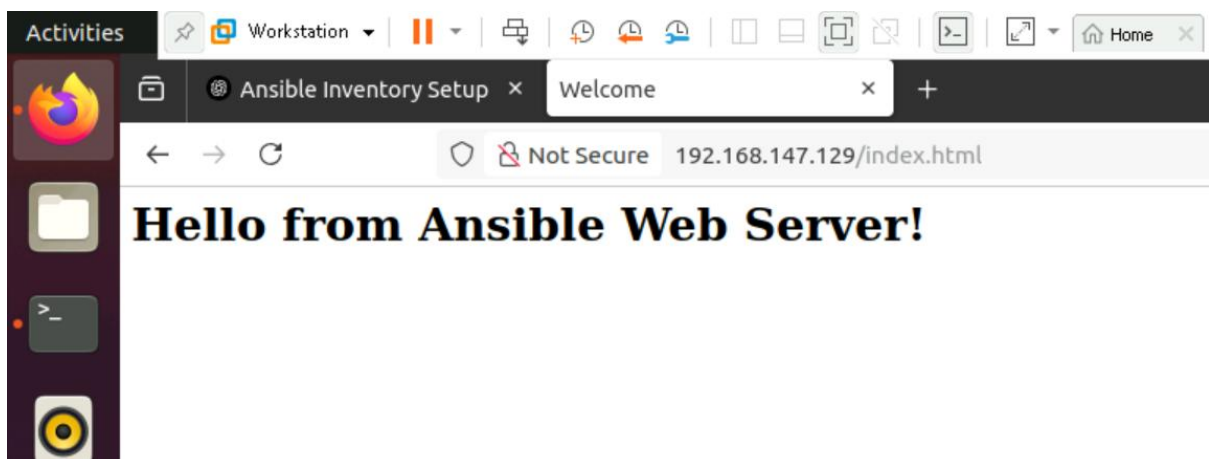 Activities Workstation Home
Ansible Inventory Setup Welcome
Not Secure 192.168.147.129/index.html
Hello from Ansible Web Server!
>_